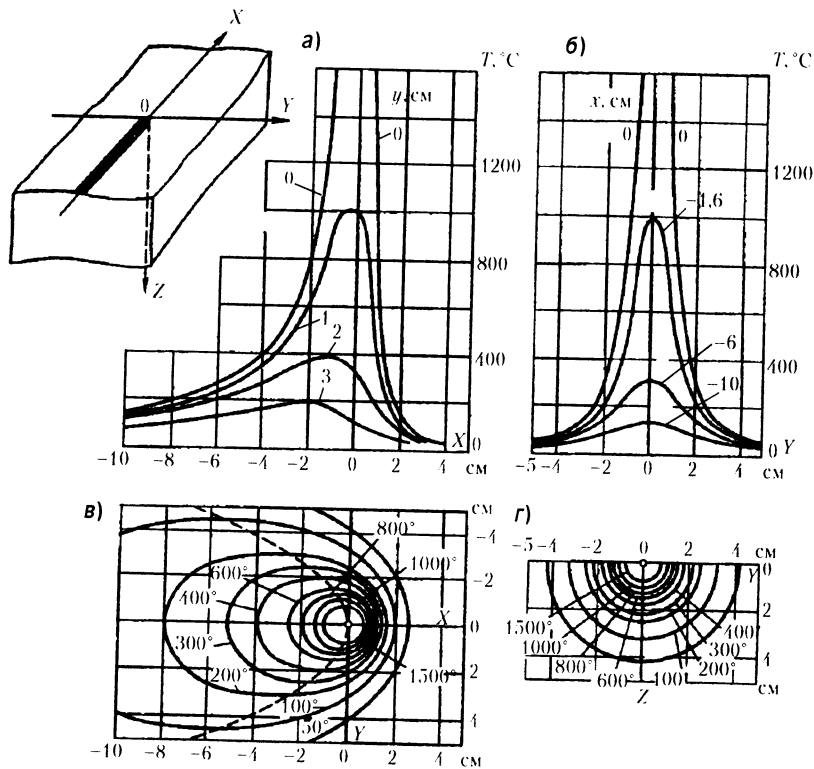 X
0
Y
Z
а)
T, °C
y, см
0
0
1200
800
1
2
400
3
X
0
-10 -8 -6 -4 -2 0 2 4
см
б)
T, °C
x, см
0 0
1200
-1,6
800
-6
400
-10
0 Y
-5 -4 -2 0 2 4
см
в)
см
800°
-4
1000°
600°
-2
400°
X 0
300°
200°
1500°
2
100°
50°
Y
4
-10 -8 -6 -4 -2 0 2 4 см
г)
-5 -4 -2 0 2 4 см
Y 0
2
1500°
400°
1000°
300°
800°
200°
4
600°
100°
Z
см